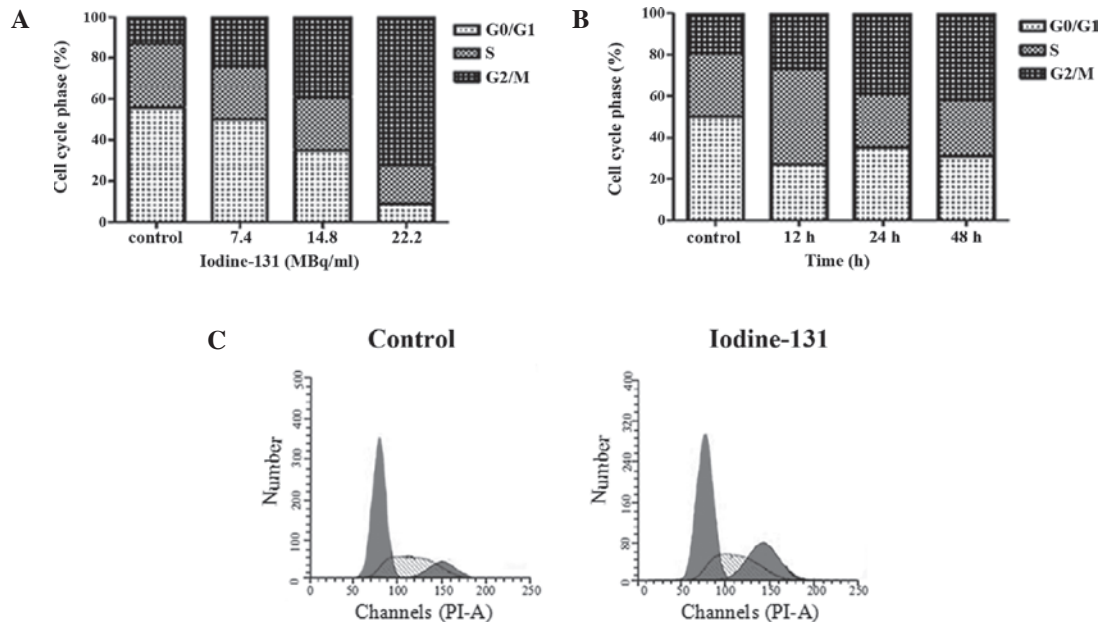 A
Cell cycle phase (%)
100
80
60
40
20
0
control 7.4 14.8 22.2
Iodine-131 (MBq/ml)
G0/G1
S
G2/M
B
Cell cycle phase (%)
100
80
60
40
20
0
control 12 h 24 h 48 h
Time (h)
G0/G1
S
G2/M
C
Control
Number
500
400
300
200
100
0
0 50 100 150 200 250
Channels (PI-A)
Iodine-131
Number
400
320
240
160
80
0
0 50 100 150 200 250
Channels (PI-A)